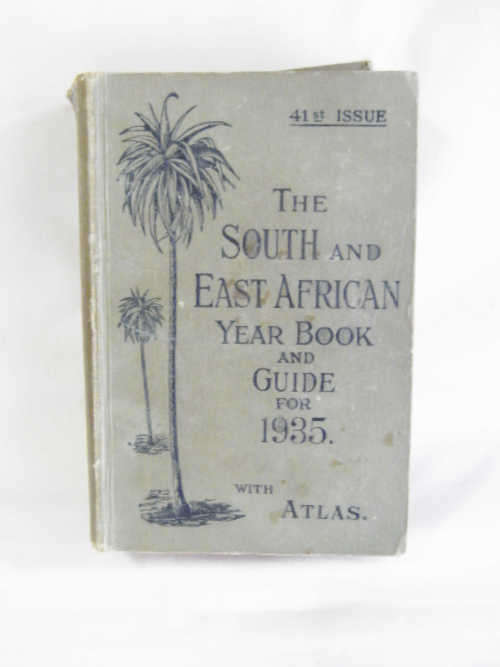 41st ISSUE
THE
SOUTH AND
EAST AFRICAN
YEAR BOOK
AND
GUIDE
FOR
1935.
WITH
ATLAS.